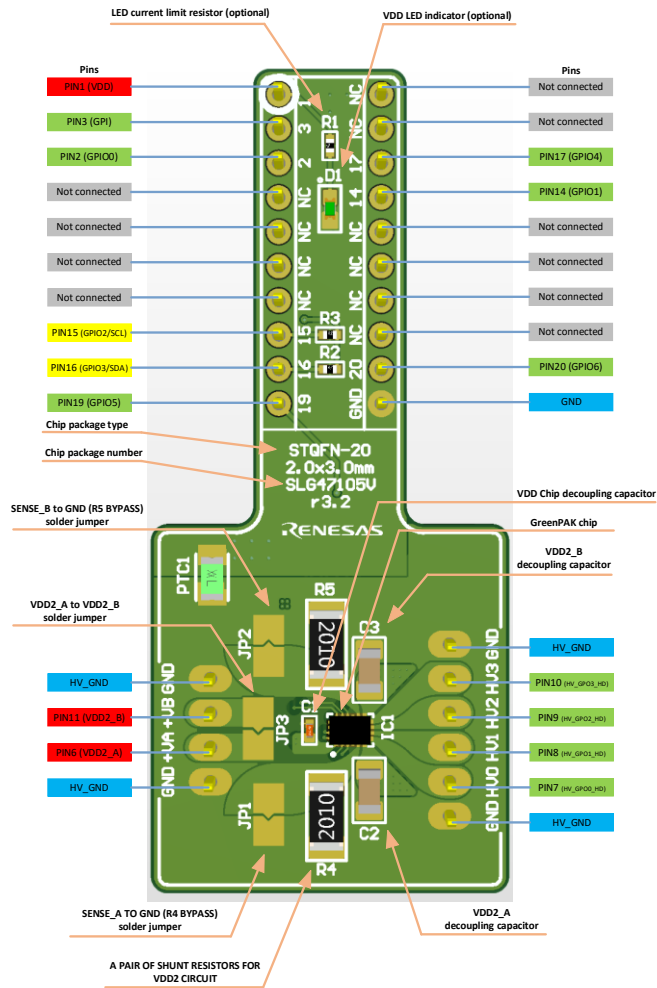 LED current limit resistor (optional)
VDD LED indicator (optional)
Pins
Pins
PIN1 (VDD)
1
NC
Not connected
PIN3 (GPI)
3
R1
NC
Not connected
PIN2 (GPIO0)
2
17
PIN17 (GPIO4)
D1
Not connected
NC
14
PIN14 (GPIO1)
Not connected
NC
NC
Not connected
Not connected
NC
NC
Not connected
Not connected
NC
NC
Not connected
PIN15 (GPIO2/SCL)
15
R3
NC
Not connected
PIN16 (GPIO3/SDA)
16
R2
20
PIN20 (GPIO6)
PIN19 (GPIO5)
19
GND
GND
Chip package type
Chip package number
STQFN-20
2.0x3.0mm
SLG47105V
r3.2
RENESAS
VDD Chip decoupling capacitor
GreenPAK chip
SENSE_B to GND (R5 BYPASS)
solder jumper
VDD2_B
decoupling capacitor
PTC1
R5
2010
C3
JP2
VDD2_A to VDD2_B
solder jumper
HV_GND
PIN11 (VDD2_B)
PIN6 (VDD2_A)
HV_GND
GND +VA +VB GND
JP3
IC1
GND HV0 HV1 HV2 HV3 GND
HV_GND
PIN10 (HV_GPO3_HD)
PIN9 (HV_GPO2_HD)
PIN8 (HV_GPO1_HD)
PIN7 (HV_GPO0_HD)
HV_GND
JP1
2010
R4
C2
SENSE_A TO GND (R4 BYPASS)
solder jumper
VDD2_A
decoupling capacitor
A PAIR OF SHUNT RESISTORS FOR
VDD2 CIRCUIT